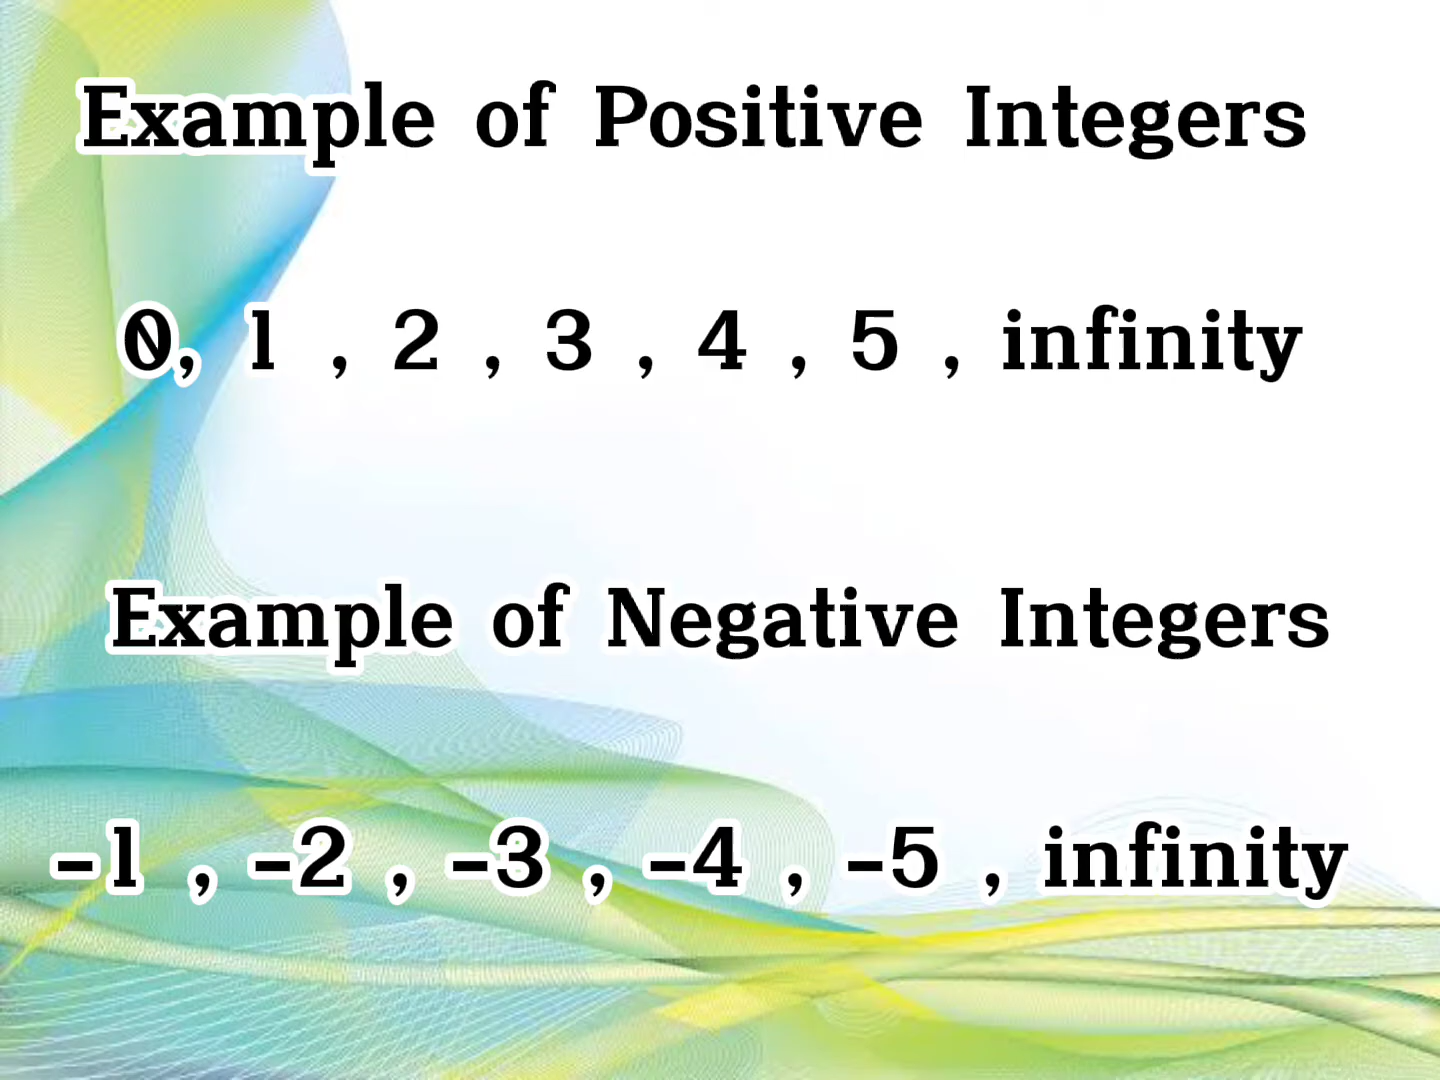 Example of Positive Integers
0, 1 , 2 , 3 , 4 , 5 , infinity
Example of Negative Integers
-1 , -2 , -3 , -4 , -5 , infinity